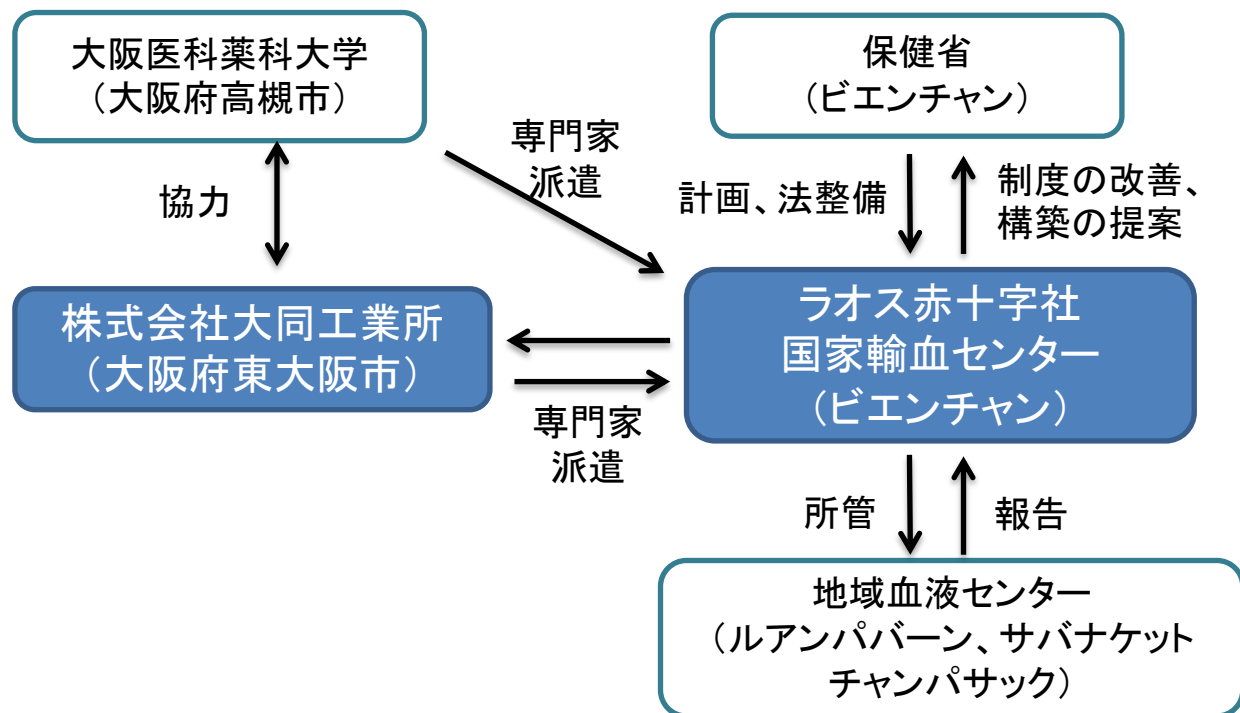 大阪医科薬科大学
（大阪府高槻市）
保健省
（ビエンチャン）
専門家
派遣
協力
計画、法整備
制度の改善、
構築の提案
株式会社大同工業所
（大阪府東大阪市）
ラオス赤十字社
国家輸血センター
（ビエンチャン）
専門家
派遣
所管
報告
地域血液センター
（ルアンパバーン、サバナケット
チャンパサック）